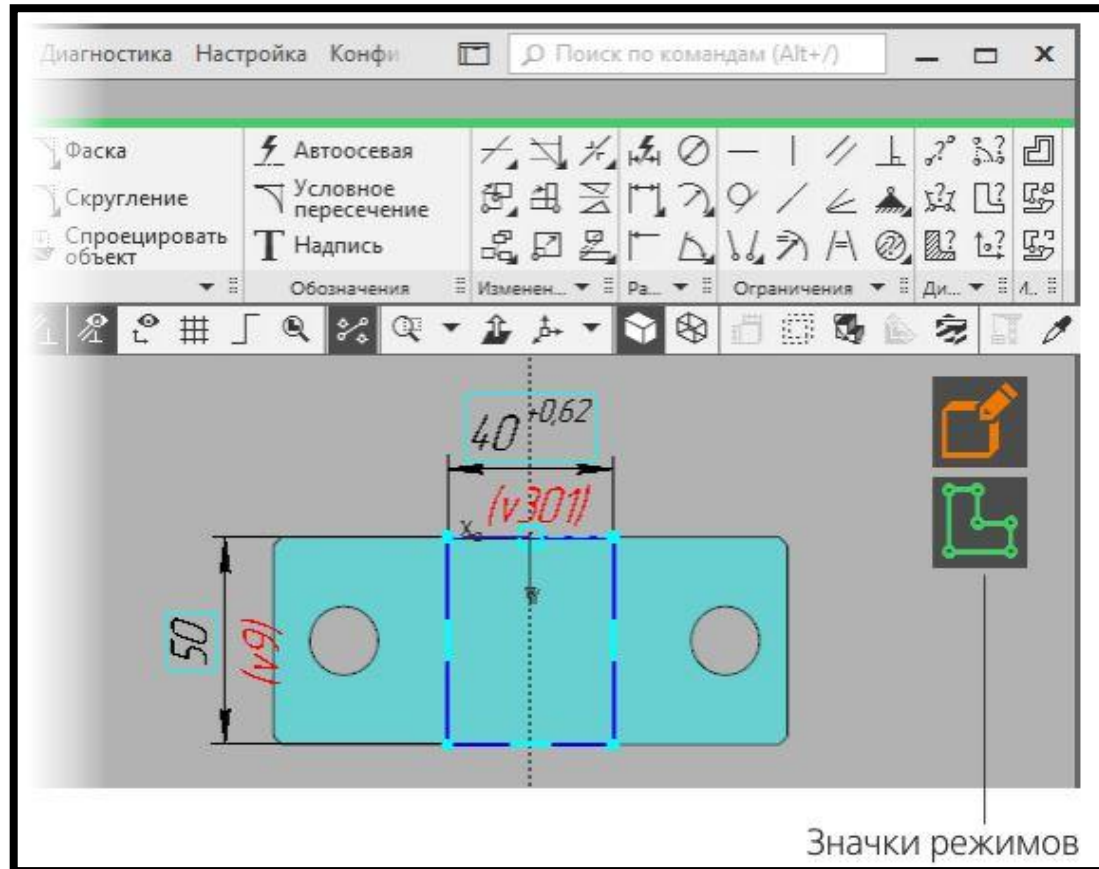 Диагностика Настройка Конфи
Поиск по командам (Alt+/)
Фаска
Автоосевая
Скругление
Условное
пересечение
Спроецировать
объект
Надпись
Обозначения
Изменен...
Ра...
Ограничения
Ди...
И..
40 +0,62
(v301)
X
50
(v9)
Значки режимов